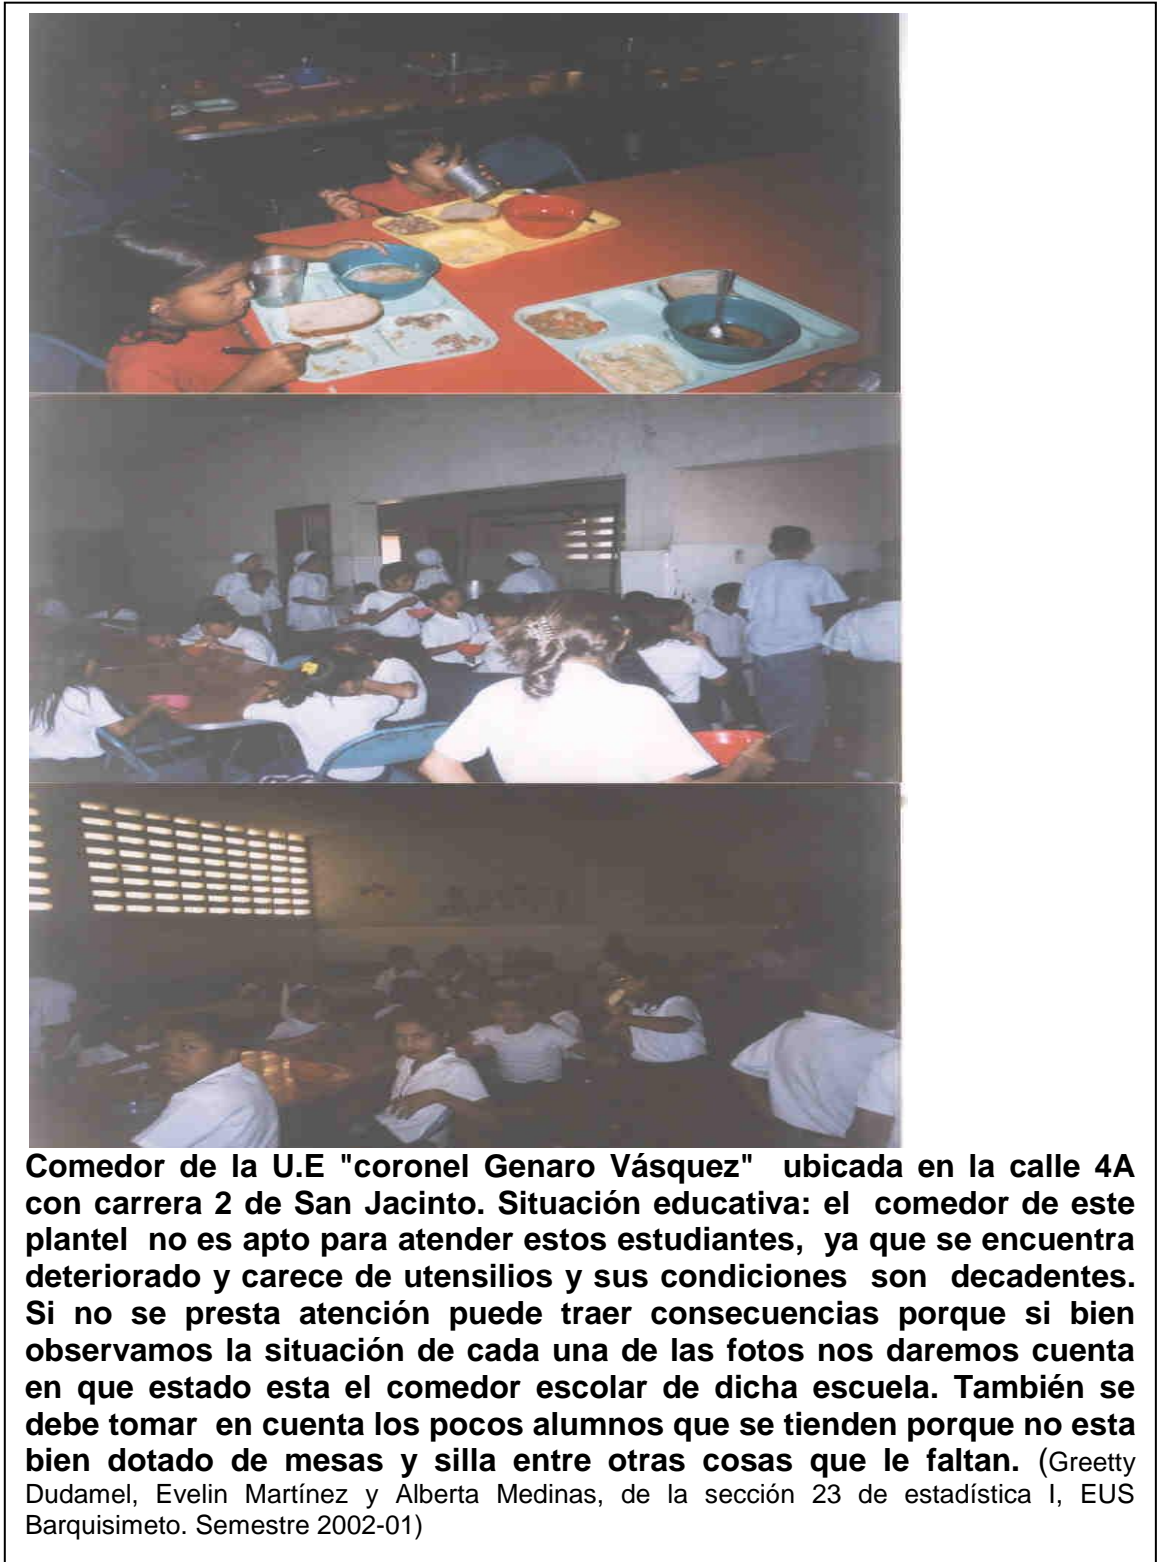 Comedor de la U.E "coronel Genaro Vásquez" ubicada en la calle 4A
con carrera 2 de San Jacinto. Situación educativa: el comedor de este
plantel no es apto para atender estos estudiantes, ya que se encuentra
deteriorado y carece de utensilios y sus condiciones son decadentes.
Si no se presta atención puede traer consecuencias porque si bien
observamos la situación de cada una de las fotos nos daremos cuenta
en que estado esta el comedor escolar de dicha escuela. También se
debe tomar en cuenta los pocos alumnos que se tienden porque no esta
bien dotado de mesas y silla entre otras cosas que le faltan. (Greetty
Dudamel, Evelin Martínez y Alberta Medinas, de la sección 23 de estadística I, EUS
Barquisimeto. Semestre 2002-01)